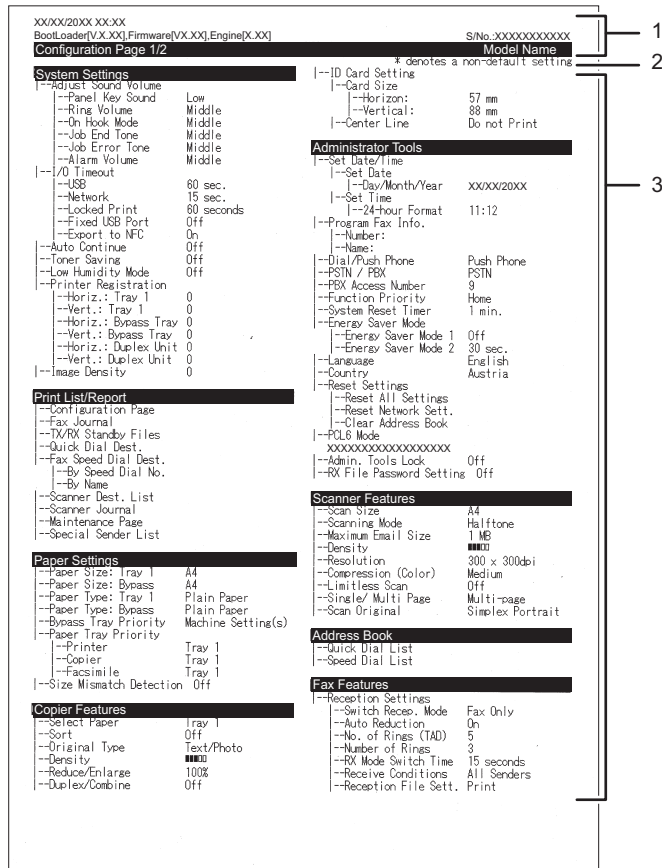 XX/XX/20XX XX:XX
BootLoader[V.X.XX],Firmware[VX.XX],Engine[X.XX]
S/No.:XXXXXXXXXXX
Configuration Page 1/2
Model Name
1
* denotes a non-default setting
2
3
System Settings
|--Adjust Sound Volume
|--Panel Key Sound Low
|--Ring Volume Middle
|--On Hook Mode Middle
|--Job End Tone Middle
|--Job Error Tone Middle
|--Alarm Volume Middle
|--I/O Timeout
|--USB 60 sec.
|--Network 15 sec.
|--Locked Print 60 seconds
|--Fixed USB Port Off
|--Export to NFC On
|--Auto Continue Off
|--Toner Saving Off
|--Low Humidity Mode Off
|--Printer Registration
|--Horiz.: Tray 1 0
|--Vert.: Tray 1 0
|--Horiz.: Bypass Tray 0
|--Vert.: Bypass Tray 0
|--Horiz.: Duplex Unit 0
|--Vert.: Duplex Unit 0
|--Image Density 0
Print List/Report
|--Configuration Page
|--Fax Journal
|--TX/RX Standby Files
|--Quick Dial Dest.
|--Fax Speed Dial Dest.
|--By Speed Dial No.
|--By Name
|--Scanner Dest. List
|--Scanner Journal
|--Maintenance Page
|--Special Sender List
Paper Settings
|--Paper Size: Tray 1 A4
|--Paper Size: Bypass A4
|--Paper Type: Tray 1 Plain Paper
|--Paper Type: Bypass Plain Paper
|--Bypass Tray Priority Machine Setting(s)
|--Paper Tray Priority
|--Printer Tray 1
|--Copier Tray 1
|--Facsimile Tray 1
|--Size Mismatch Detection Off
Copier Features
|--Select Paper Tray 1
|--Sort Off
|--Original Type Text/Photo
|--Density
|--Reduce/Enlarge 100%
|--Duplex/Combine Off
|--ID Card Setting
|--Card Size
|--Horizon: 57 mm
|--Vertical: 88 mm
|--Center Line Do not Print
Administrator Tools
|--Set Date/Time
|--Set Date
|--Day/Month/Year XX/XX/20XX
|--Set Time
|--24-hour Format 11:12
|--Program Fax Info.
|--Number:
|--Name:
|--Dial/Push Phone Push Phone
|--PSTN / PBX PSTN
|--PBX Access Number 9
|--Function Priority Home
|--System Reset Timer 1 min.
|--Energy Saver Mode
|--Energy Saver Mode 1 Off
|--Energy Saver Mode 2 30 sec.
|--Language English
|--Country Austria
|--Reset Settings
|--Reset All Settings
|--Reset Network Sett.
|--Clear Address Book
|--PCL6 Mode
XXXXXXXXXXXXXXXXXX
|--Admin. Tools Lock Off
|--RX File Password Setting Off
Scanner Features
|--Scan Size A4
|--Scanning Mode Halftone
|--Maximum Email Size 1 MB
|--Density
|--Resolution 300 x 300dpi
|--Compression (Color) Medium
|--Limitless Scan Off
|--Single/ Multi Page Multi-page
|--Scan Original Simplex Portrait
Address Book
|--Quick Dial List
|--Speed Dial List
Fax Features
|--Reception Settings
|--Switch Recep. Mode Fax Only
|--Auto Reduction On
|--No. of Rings (TAD) 5
|--Number of Rings 3
|--RX Mode Switch Time 15 seconds
|--Receive Conditions All Senders
|--Reception File Sett. Print